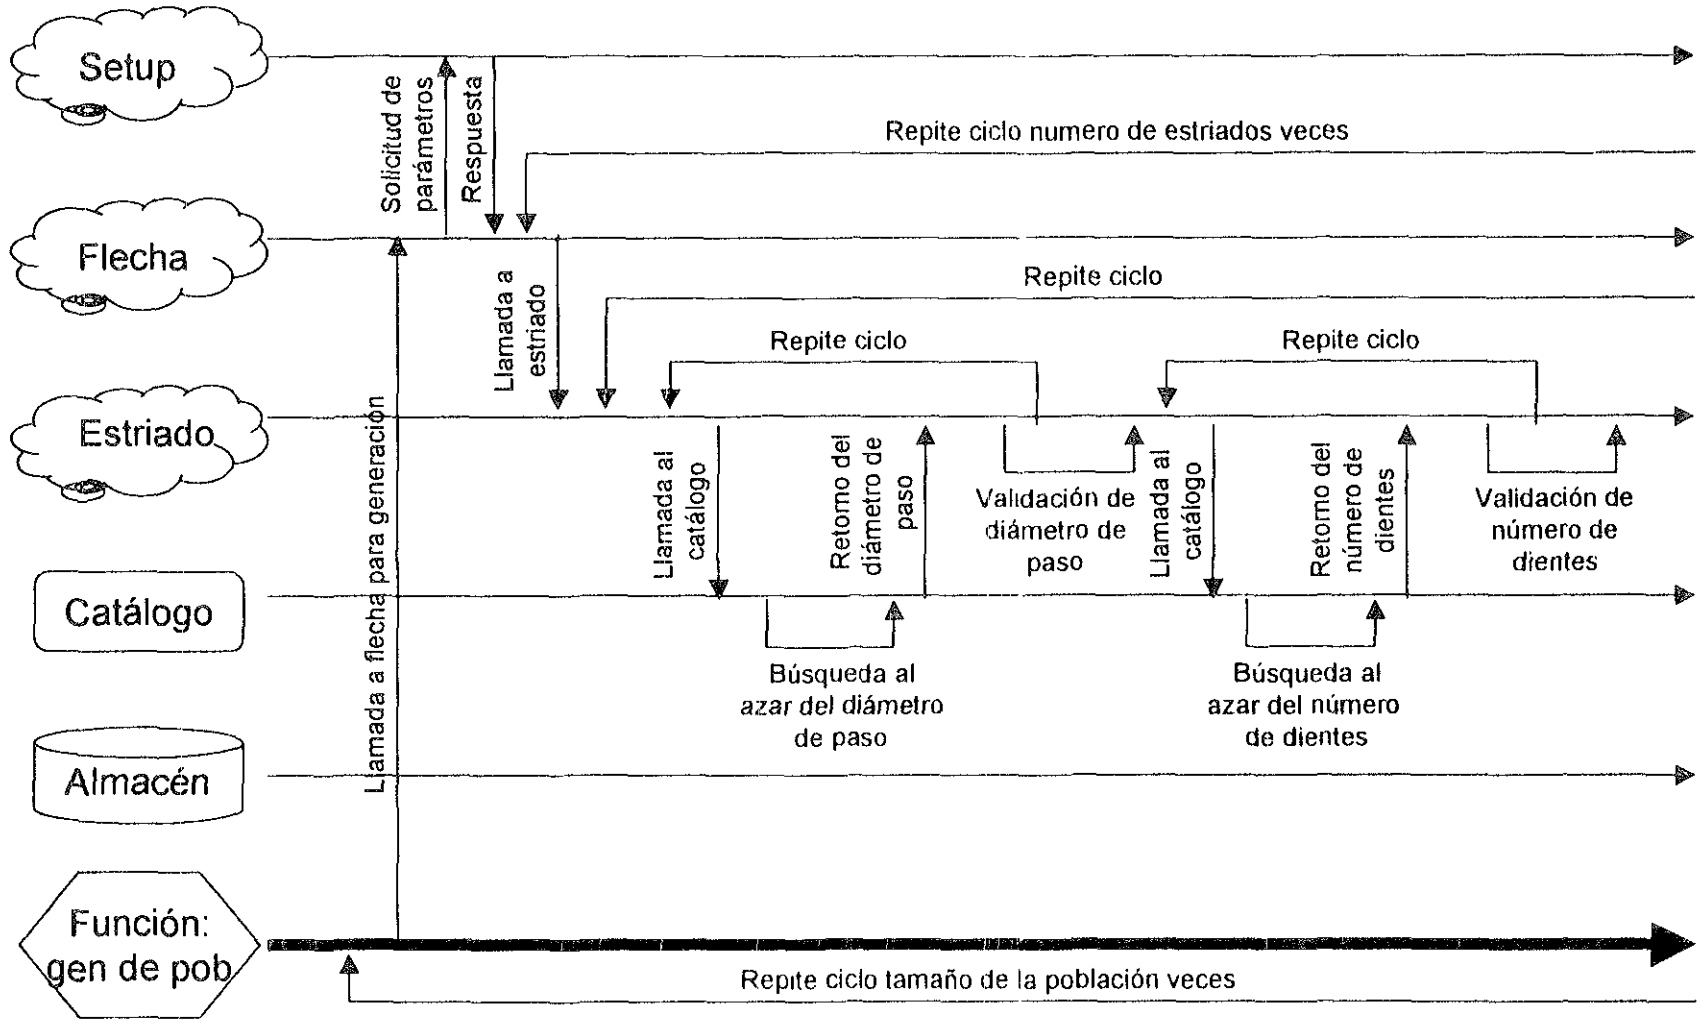 Setup
Solicitud de
parámetros
Respuesta
Repite ciclo numero de estriados veces
Flecha
Llamada a
estriado
Repite ciclo
Repite ciclo
Repite ciclo
Estriado
Llamada a flecha para generación
Llamada al
catálogo
Retorno del
diámetro de
paso
Validación de
diámetro de
paso
Llamada al
catálogo
Retorno del
número de
dientes
Validación de
número de
dientes
Catálogo
Búsqueda al
azar del diámetro
de paso
Búsqueda al
azar del número
de dientes
Almacén
Función:
gen de pob
Repite ciclo tamaño de la población veces